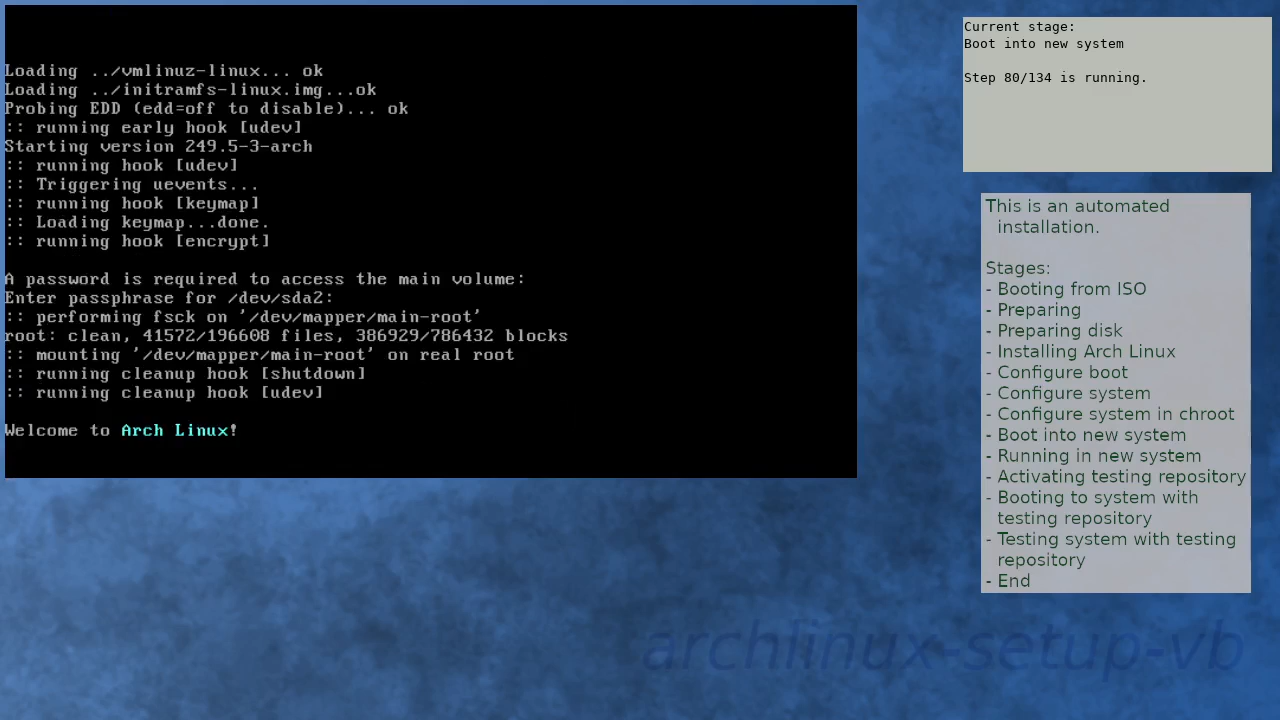 Loading ../vmlinuz-linux... ok
Loading ../initramfs-linux.img...ok
Probing EDD (edd=off to disable)... ok
:: running early hook [udev]
Starting version 249.5-3-arch
:: running hook [udev]
:: Triggering uevents...
:: running hook [keymap]
:: Loading keymap...done.
:: running hook [encrypt]
A password is required to access the main volume:
Enter passphrase for /dev/sda2:
:: performing fsck on '/dev/mapper/main-root'
root: clean, 41572/196608 files, 386929/786432 blocks
:: mounting '/dev/mapper/main-root' on real root
:: running cleanup hook [shutdown]
:: running cleanup hook [udev]
Welcome to Arch Linux!
Current stage:
Boot into new system
Step 80/134 is running.
This is an automated
installation.
Stages:
- Booting from ISO
- Preparing
- Preparing disk
- Installing Arch Linux
- Configure boot
- Configure system
- Configure system in chroot
- Boot into new system
- Running in new system
- Activating testing repository
- Booting to system with
testing repository
- Testing system with testing
repository
- End
archlinux-setup-vb